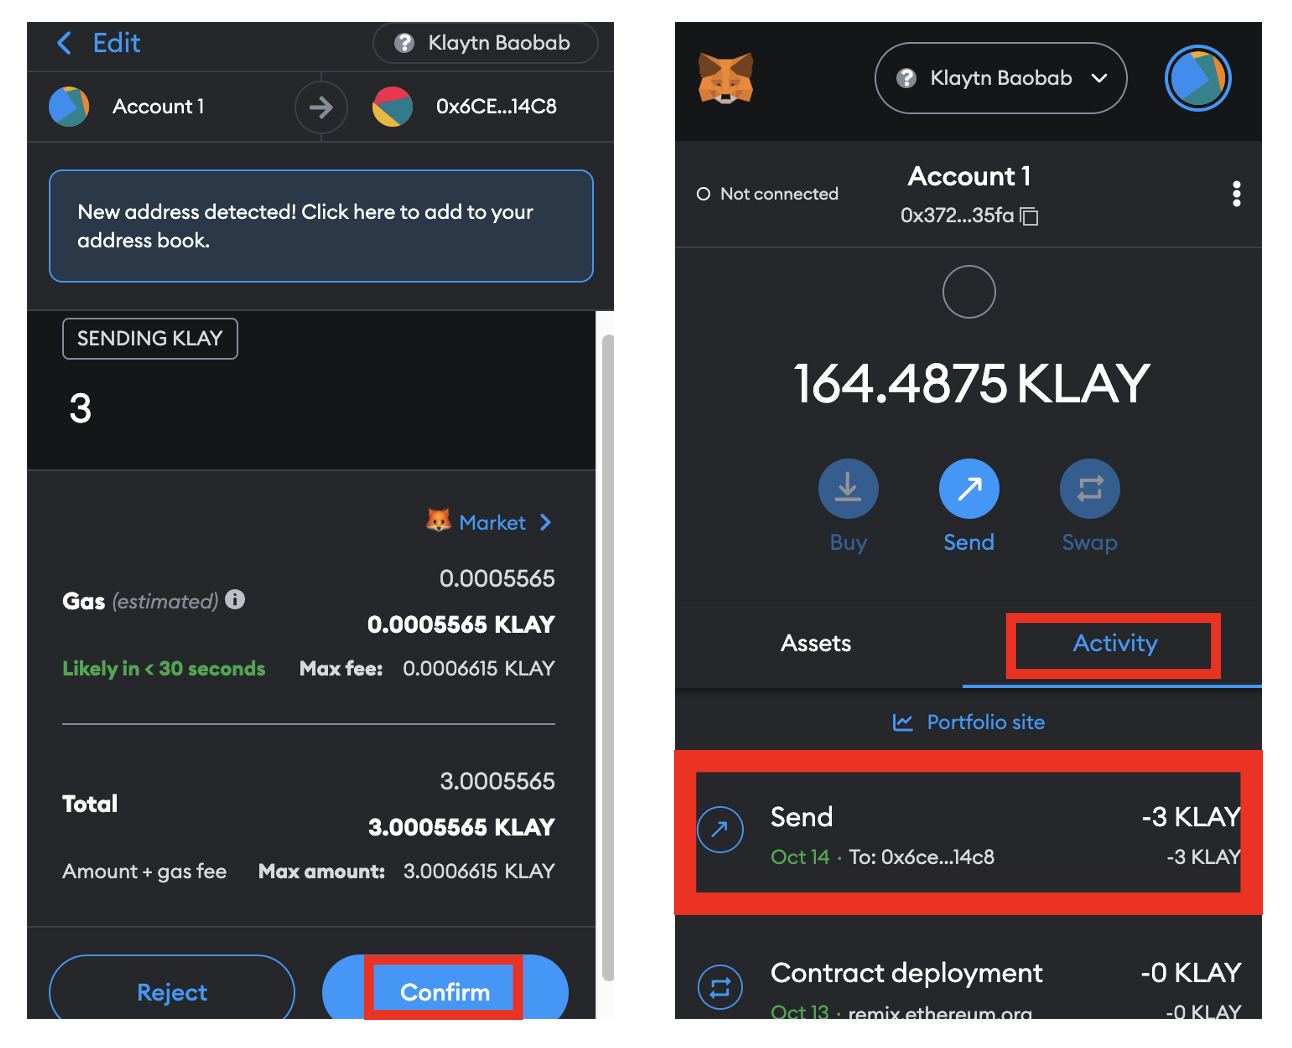 Edit
? Klaytn Baobab
Account 1
0x6CE...14C8
New address detected! Click here to add to your
address book.
SENDING KLAY
3
Market
0.0005565
Gas (estimated) i
0.0005565 KLAY
Likely in < 30 seconds Max fee: 0.0006615 KLAY
3.0005565
Total
3.0005565 KLAY
Amount + gas fee Max amount: 3.0006615 KLAY
Reject
Confirm
? Klaytn Baobab
Not connected
Account 1
0x372...35fa
164.4875 KLAY
Buy
Send
Swap
Assets
Activity
Portfolio site
Send -3 KLAY
Oct 14 · To: 0x6ce...14c8 -3 KLAY
Contract deployment -0 KLAY
Oct 13 · remix.ethereum.org -0 KLAY